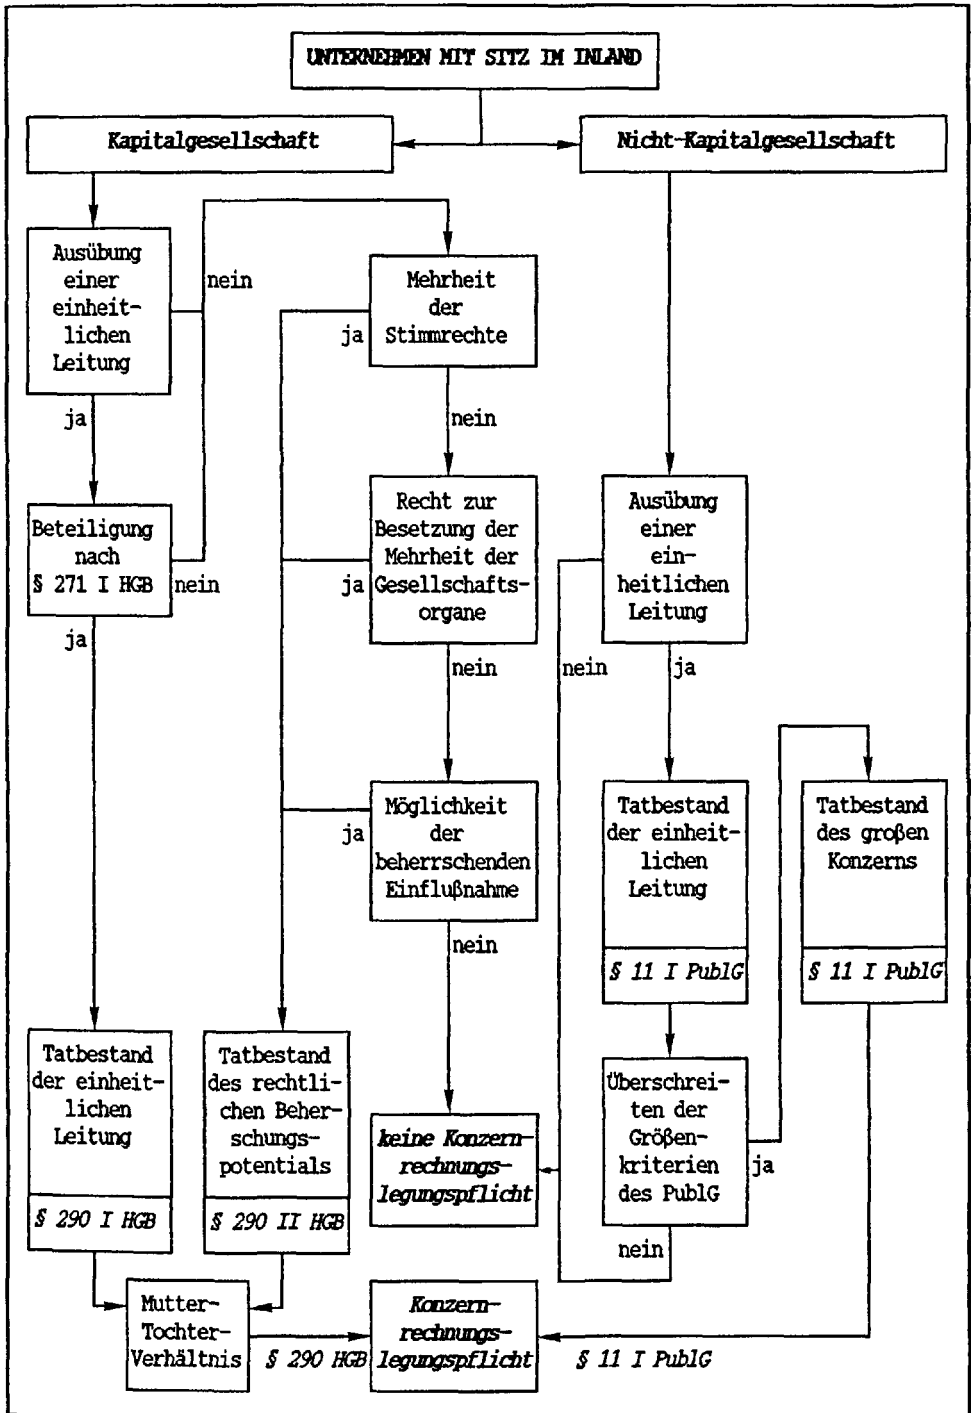 UNTERNEHMEN MIT SITZ IM INLAND
Kapitalgesellschaft
Nicht-Kapitalgesellschaft
Ausübung
einer
einheit-
lichen
Leitung
nein
ja
Mehrheit
der
Stimmrechte
ja
nein
Beteiligung
nach
§ 271 I HGB
nein
ja
Recht zur
Besetzung der
Mehrheit der
Gesellschafts-
organe
ja
nein
Ausübung
einer
ein-
heitlichen
Leitung
nein
ja
Möglichkeit
der
beherrschenden
Einflußnahme
ja
nein
Tatbestand
der einheit-
lichen
Leitung
§ 11 I PublG
Tatbestand
des großen
Konzerns
§ 11 I PublG
Tatbestand
der einheit-
lichen
Leitung
§ 290 I HGB
Tatbestand
des rechtli-
chen Beher-
schungs-
potentials
§ 290 II HGB
keine Konzern-
rechnungs-
legungspflicht
Überschrei-
ten der
Größen-
kriterien
des PublG
ja
nein
Mutter-
Tochter-
Verhältnis
§ 290 HGB
Konzern-
rechnungs-
legungspflicht
§ 11 I PublG